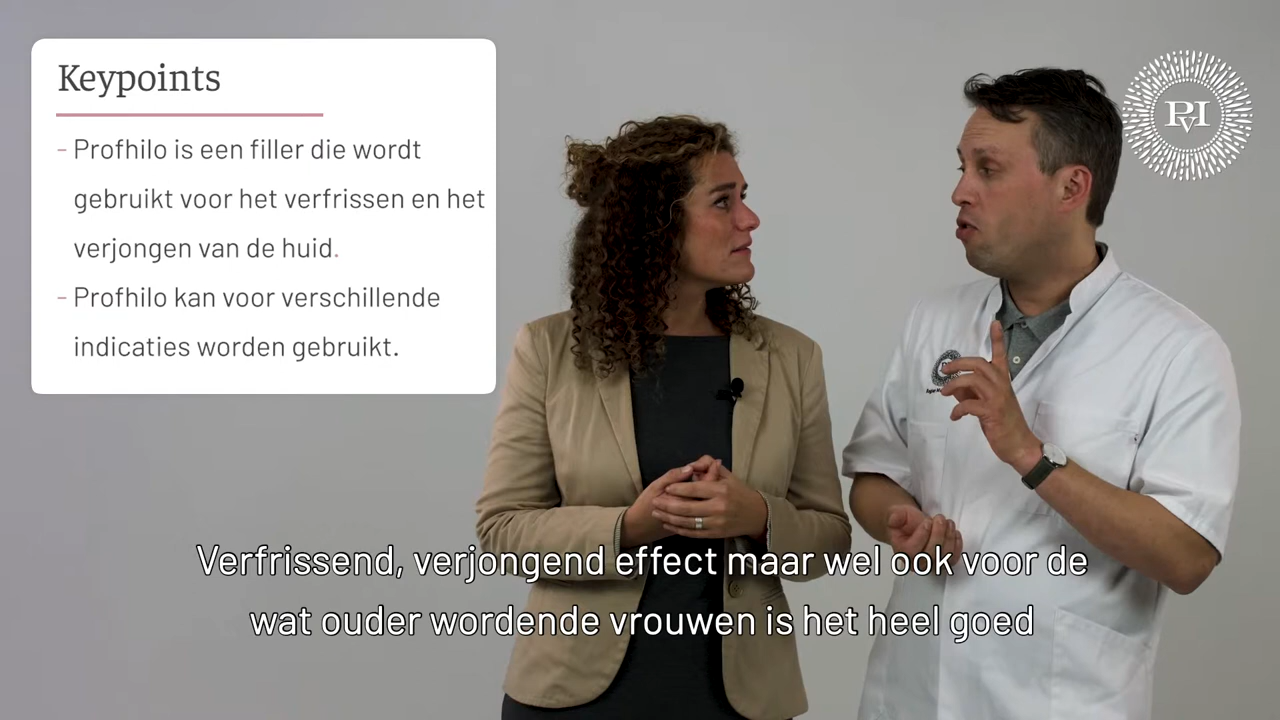 Keypoints
- Profhilo is een filler die wordt
gebruikt voor het verfrissen en het
verjongen van de huid.
- Profhilo kan voor verschillende
indicaties worden gebruikt.
PVI
Verfrissend, verjongend effect maar wel ook voor de
wat ouder wordende vrouwen is het heel goed